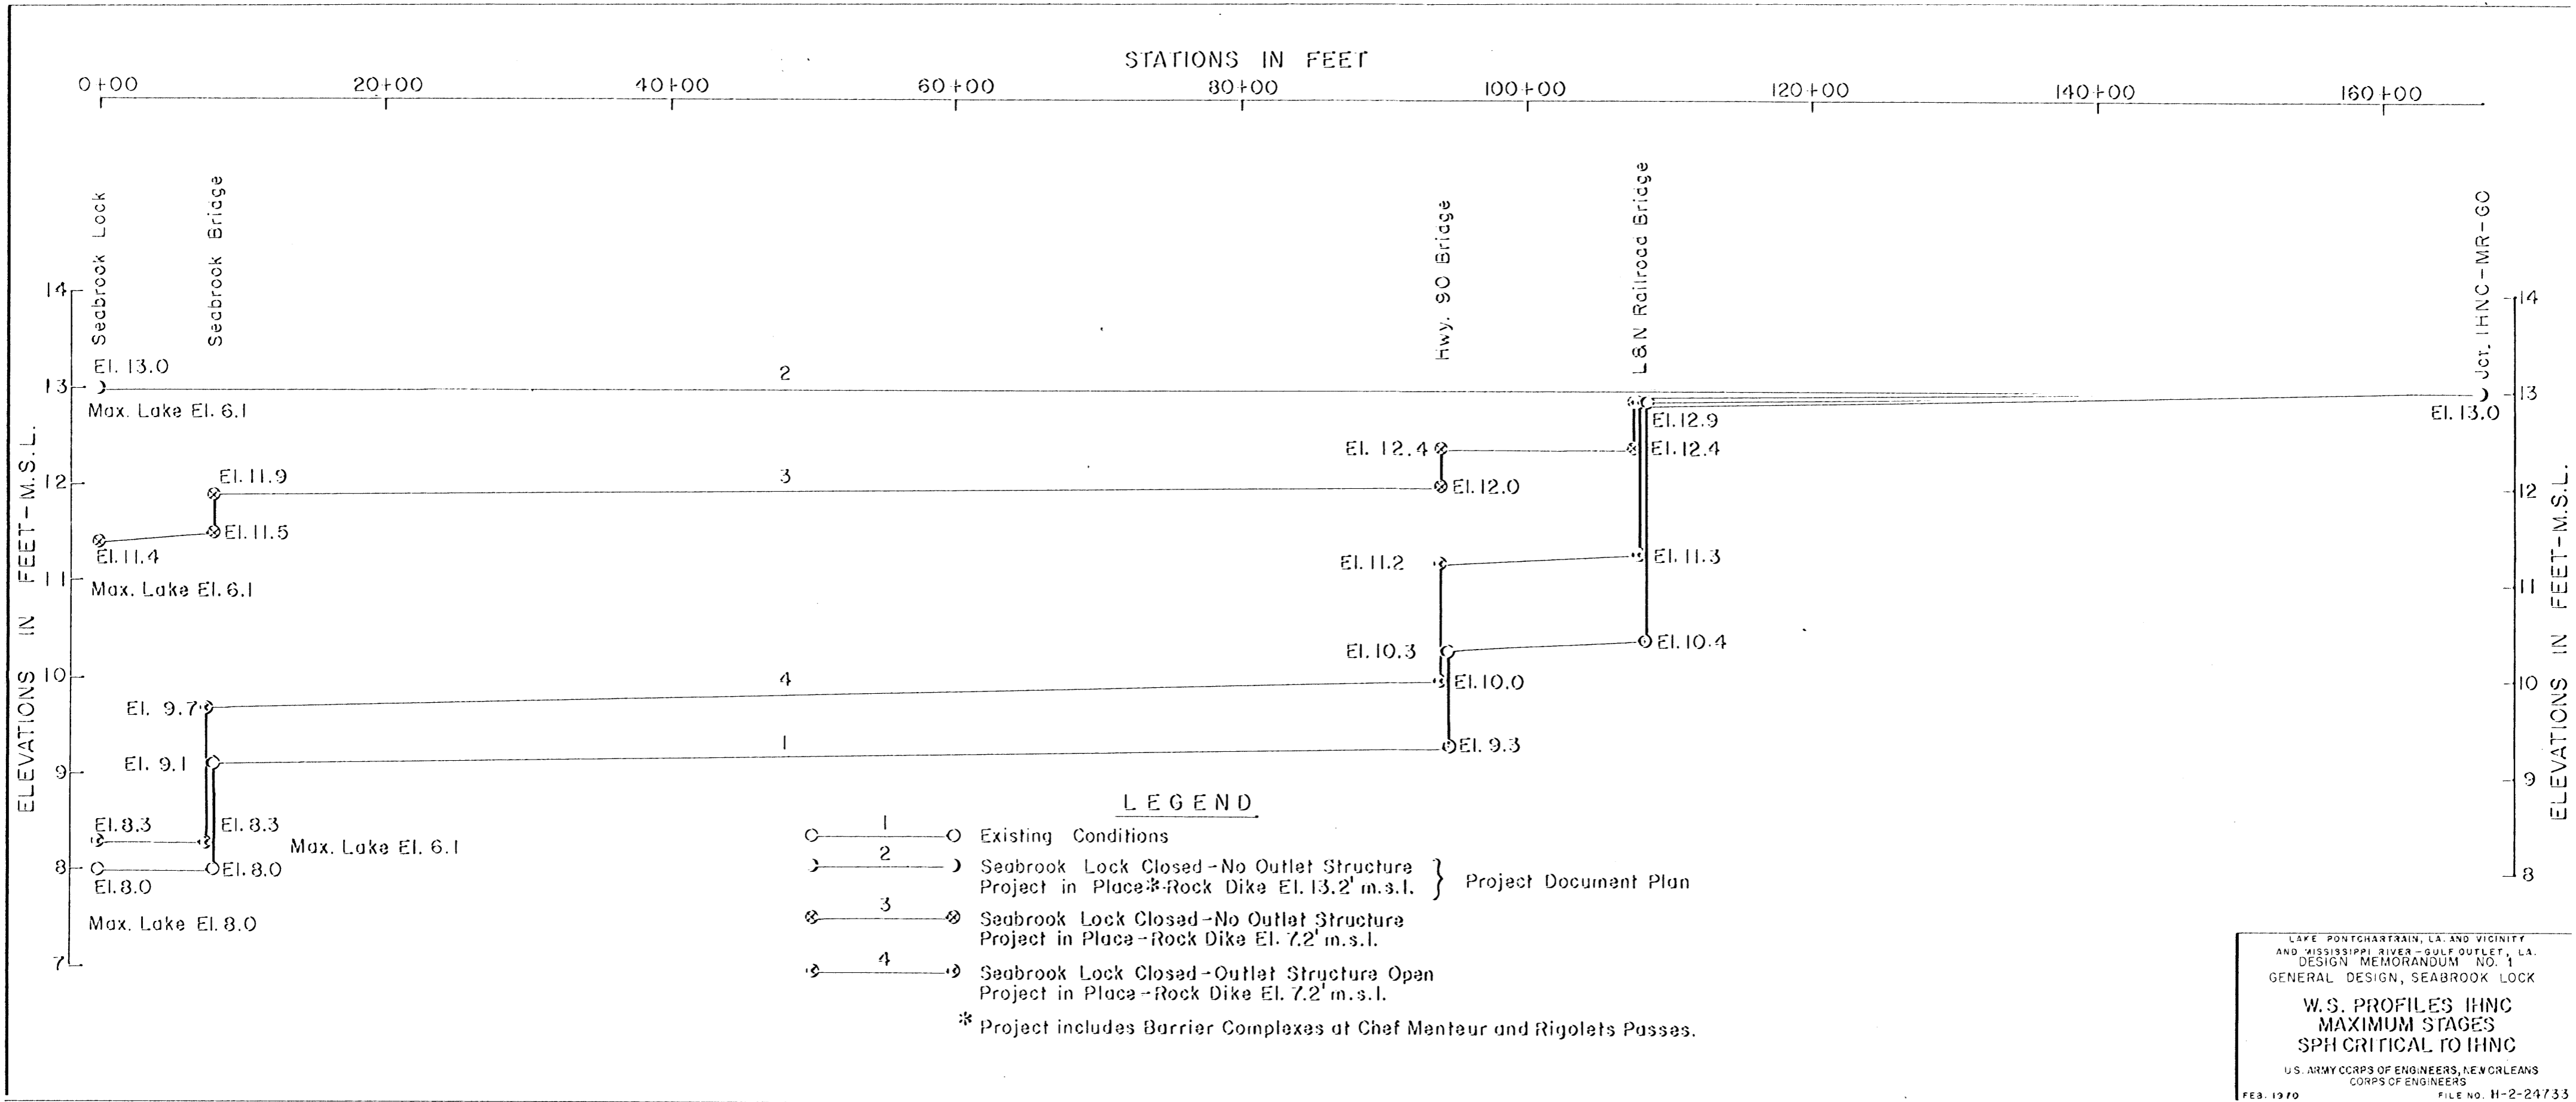 STATIONS IN FEET
0+00 20+00 40+00 60+00 80+00 100+00 120+00 140+00 160+00
Seabrook Lock
Seabrook Bridge
Hwy. 90 Bridge
L&N Railroad Bridge
Jct. IHNC-MR-GO
ELEVATIONS IN FEET-M.S.L.
14
13
12
11
10
9
8
7
El. 13.0
Max. Lake El. 6.1
2
El. 11.9
3
El. 11.5
El. 11.4
Max. Lake El. 6.1
El. 9.7
4
El. 9.1
1
El. 8.3
El. 8.3
Max. Lake El. 6.1
El. 8.0
El. 8.0
Max. Lake El. 8.0
El. 12.4
El. 12.0
El. 11.2
El. 10.3
El. 10.0
El. 9.3
El. 12.9
El. 12.4
El. 11.3
El. 10.4
El. 13.0
14
13
12
11
10
9
8
ELEVATIONS IN FEET-M.S.L.
LEGEND
1 Existing Conditions
2 Seabrook Lock Closed-No Outlet Structure
Project in Place*-Rock Dike El. 13.2' m.s.l.
} Project Document Plan
3 Seabrook Lock Closed-No Outlet Structure
Project in Place-Rock Dike El. 7.2' m.s.l.
4 Seabrook Lock Closed-Outlet Structure Open
Project in Place-Rock Dike El. 7.2' m.s.l.
* Project includes Barrier Complexes at Chef Menteur and Rigolets Passes.
LAKE PONTCHARTRAIN, LA. AND VICINITY
AND MISSISSIPPI RIVER-GULF OUTLET, LA.
DESIGN MEMORANDUM NO. 1
GENERAL DESIGN, SEABROOK LOCK
W.S. PROFILES IHNC
MAXIMUM STAGES
SPH CRITICAL TO IHNC
U.S. ARMY CORPS OF ENGINEERS, NEW ORLEANS
CORPS OF ENGINEERS
FEB. 1970 FILE NO. H-2-24733